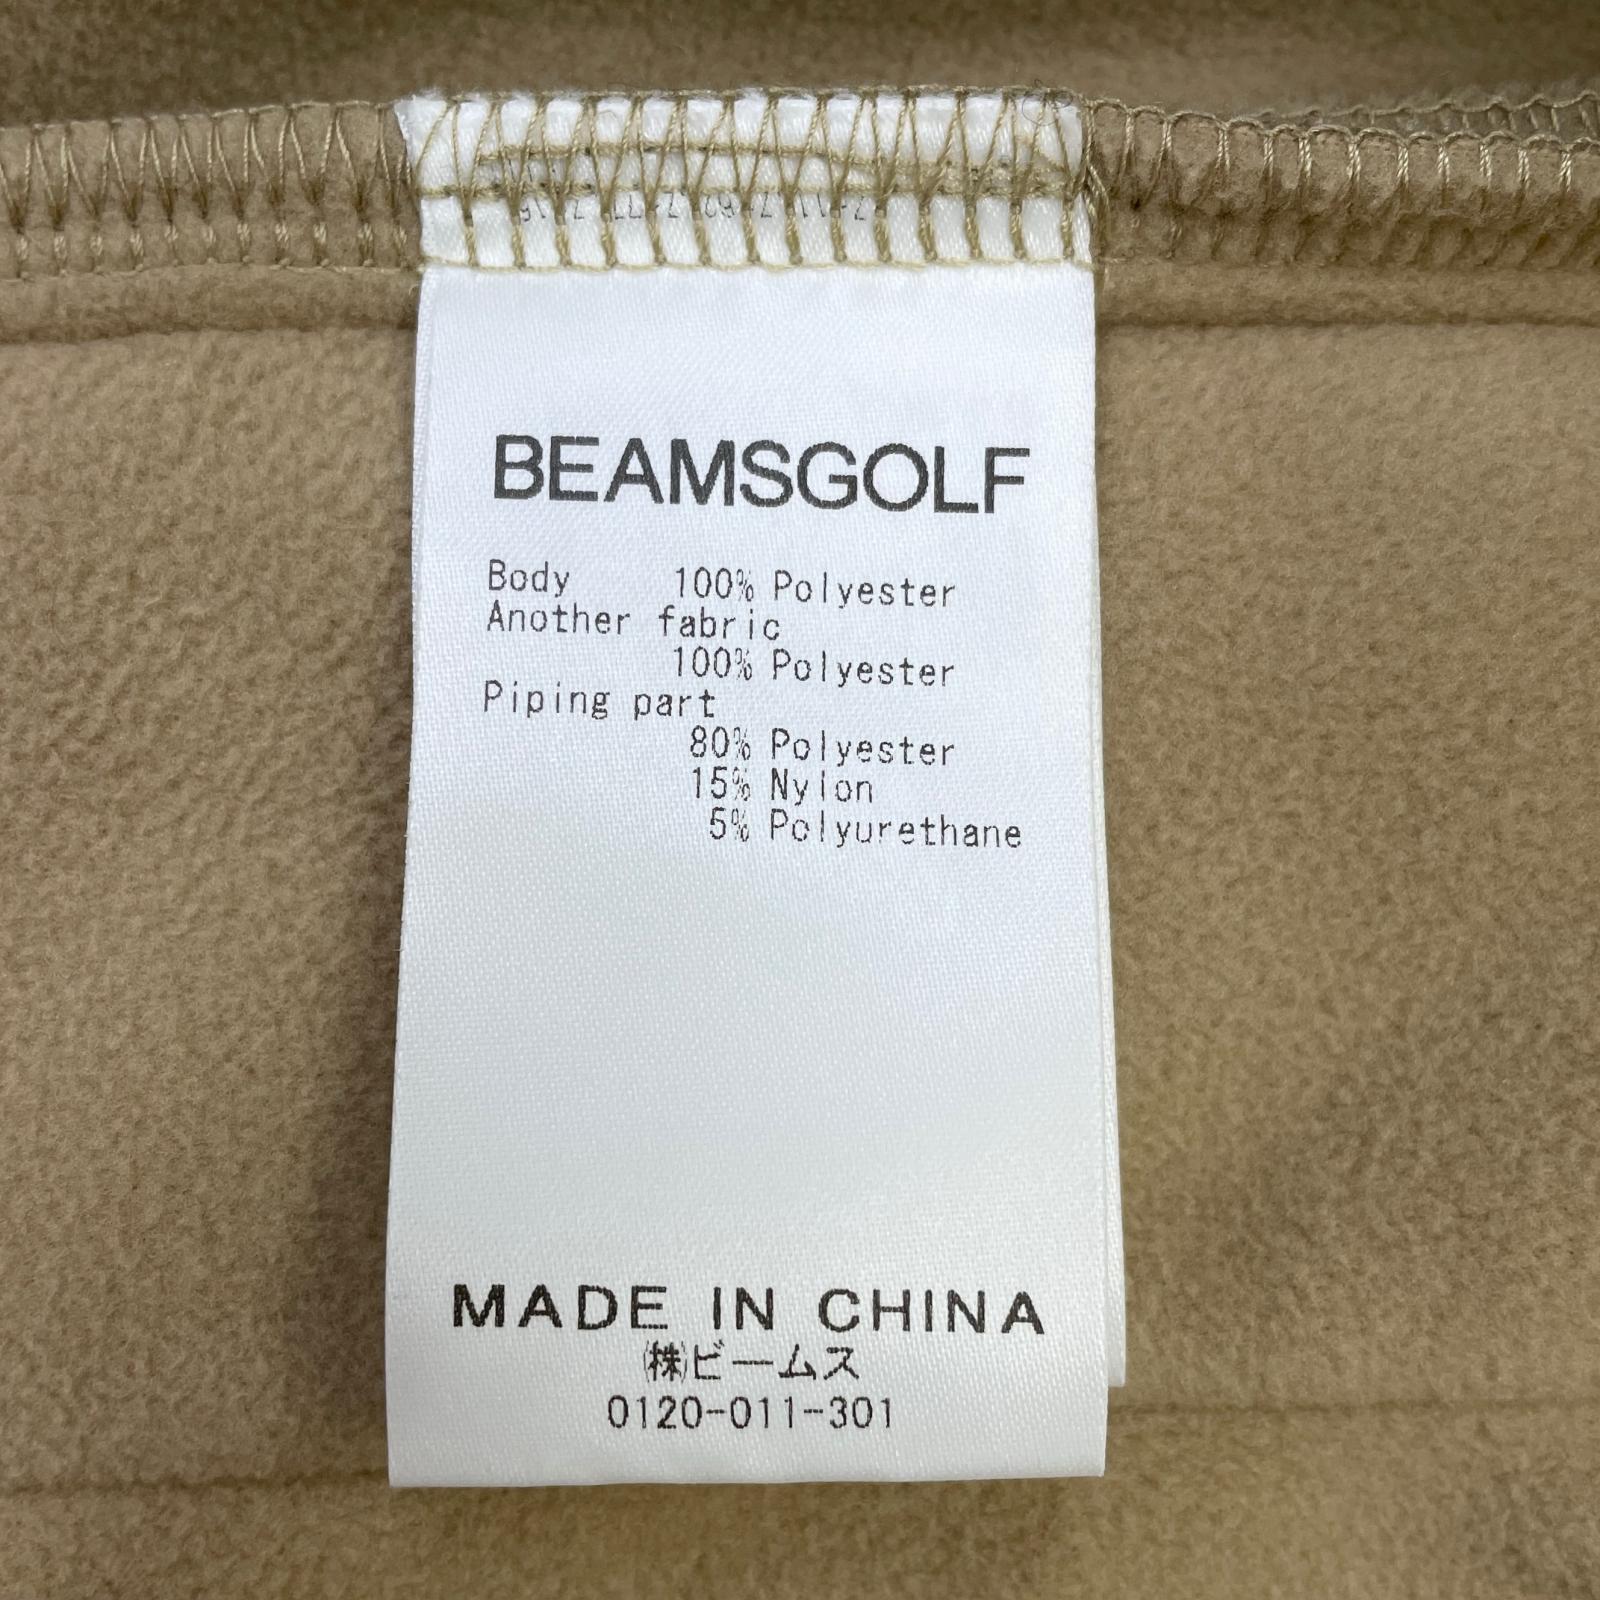 BEAMSGOLF
Body 100% Polyester
Another fabric
100% Polyester
Piping part
80% Polyester
15% Nylon
5% Polyurethane
MADE IN CHINA
㈱ビームス
0120-011-301